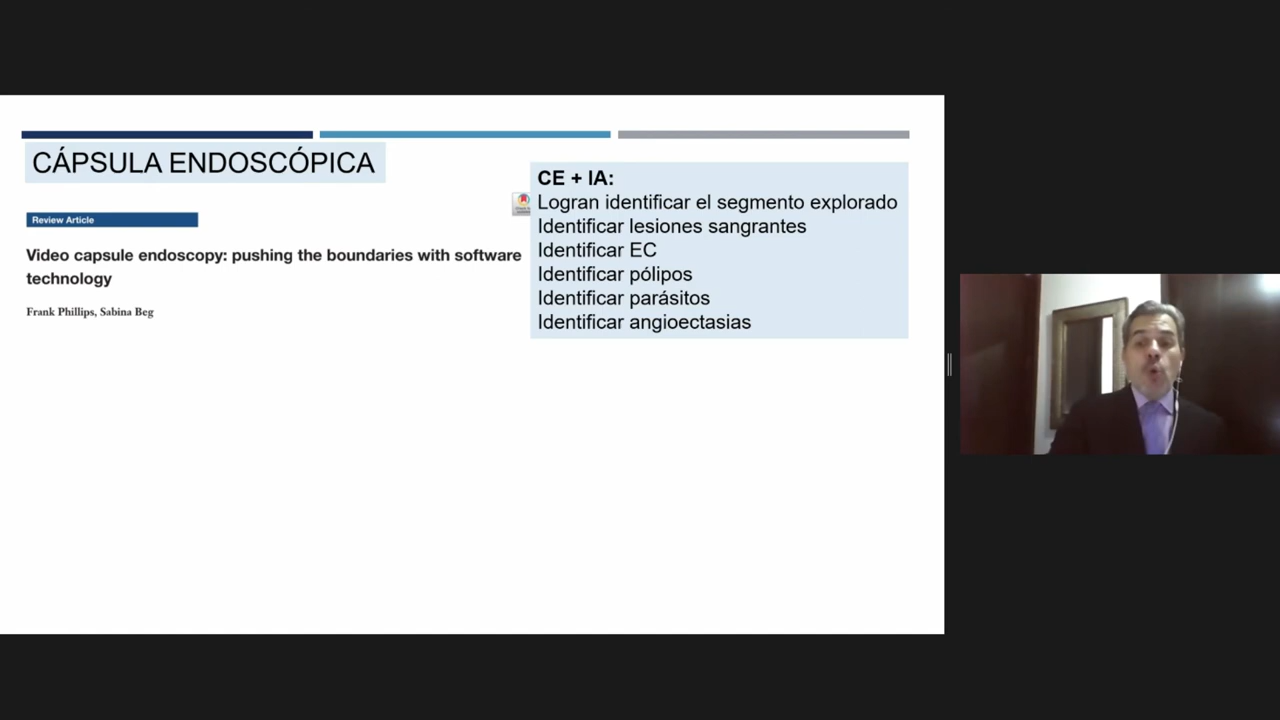 CÁPSULA ENDOSCÓPICA
Review Article
Video capsule endoscopy: pushing the boundaries with software
technology
Frank Phillips, Sabina Beg
CE + IA:
Logran identificar el segmento explorado
Identificar lesiones sangrantes
Identificar EC
Identificar pólipos
Identificar parásitos
Identificar angioectasias